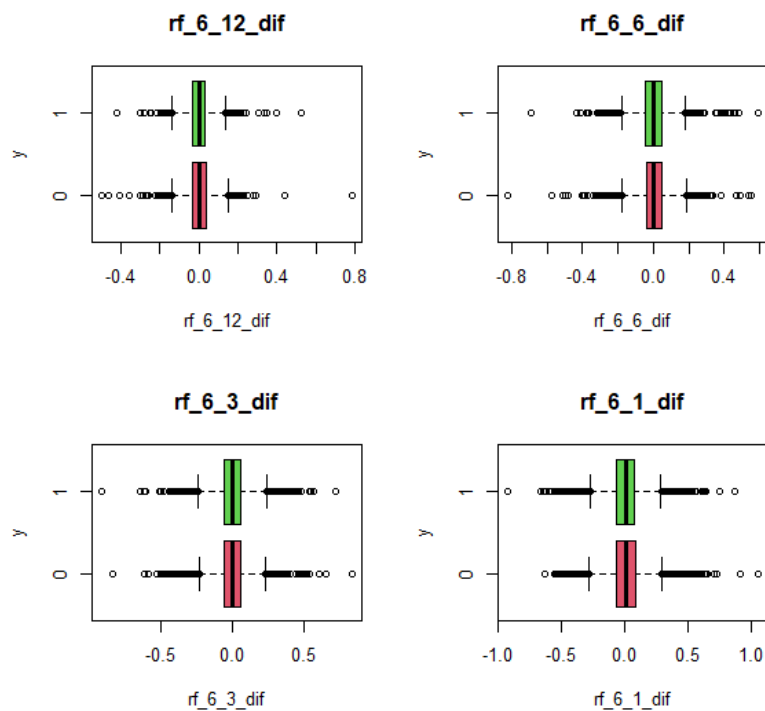 rf_6_12_dif
y
1
0
-0.4 0.0 0.4 0.8
rf_6_12_dif
rf_6_6_dif
y
1
0
-0.8 -0.4 0.0 0.4
rf_6_6_dif
rf_6_3_dif
y
1
0
-0.5 0.0 0.5
rf_6_3_dif
rf_6_1_dif
y
1
0
-1.0 -0.5 0.0 0.5 1.0
rf_6_1_dif